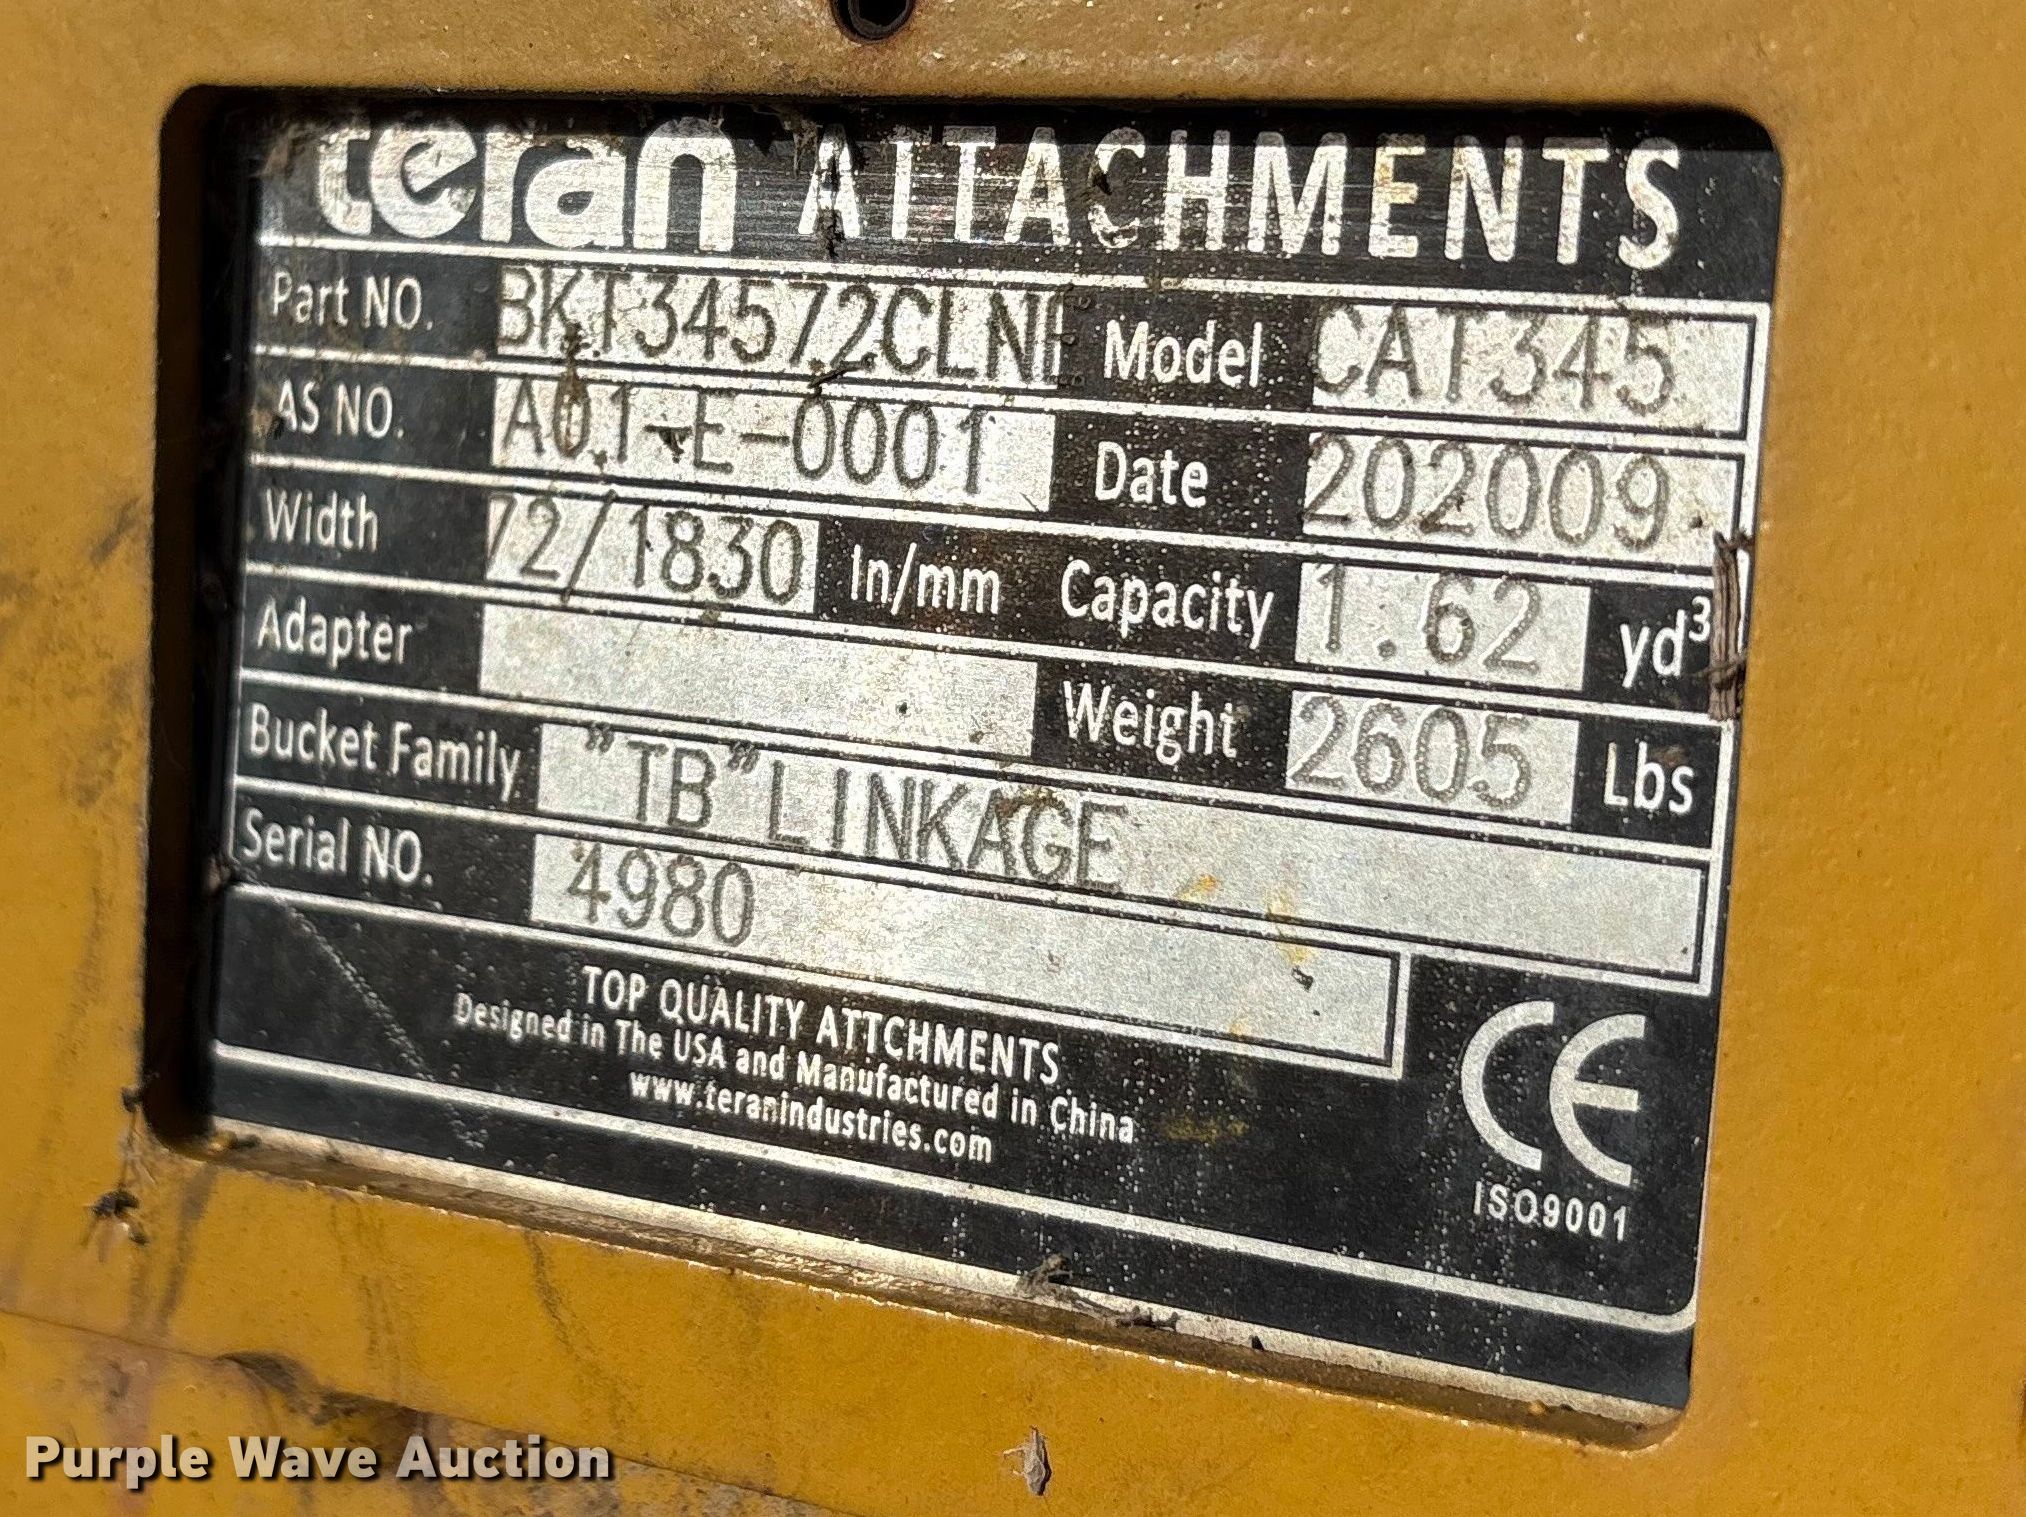 teran ATTACHMENTS
Part NO. BKT34572CLNP Model CAT345
AS NO. A01-E-0001 Date 202009
Width 72/1830 In/mm Capacity 1.62 yd³
Adapter Weight 2605 Lbs
Bucket Family "TB"LINKAGE
Serial NO. 4980
TOP QUALITY ATTCHMENTS
Designed in The USA and Manufactured in China
www.teranindustries.com
CE
ISO9001
Purple Wave Auction